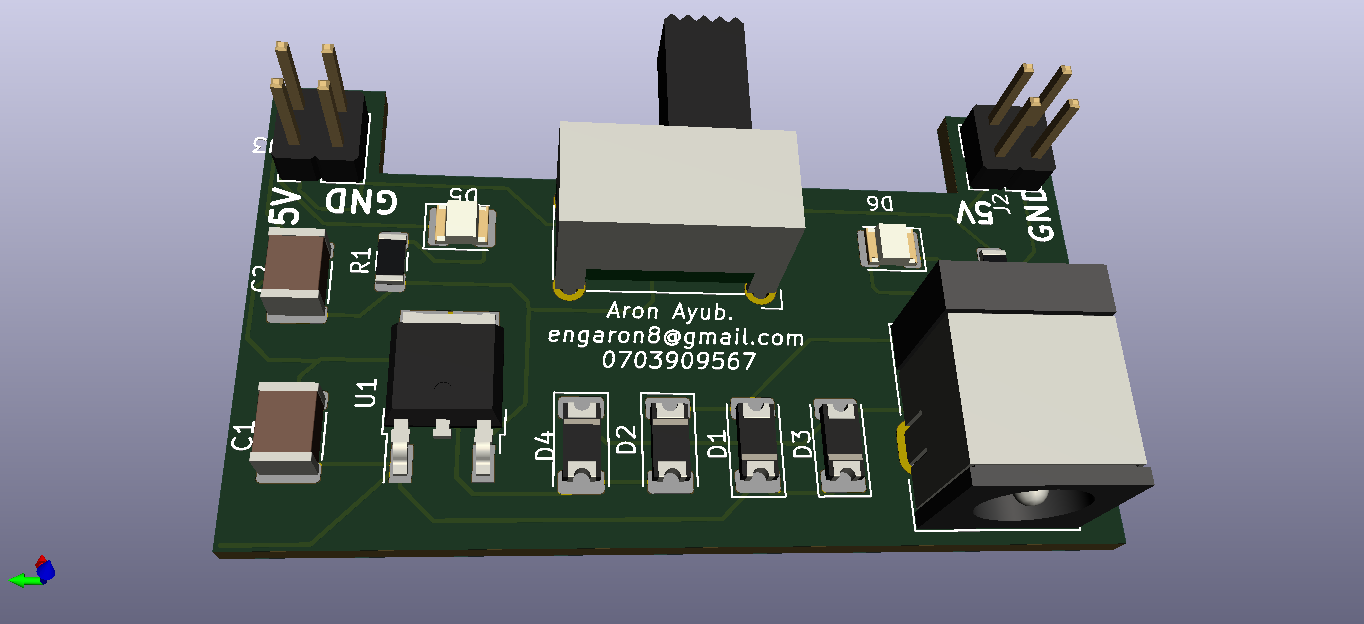 5V
GND
D5
D6
5V
J2
GND
C2
R1
Aron Ayub.
engaron8@gmail.com
0703909567
U1
C1
D4
D2
D1
D3